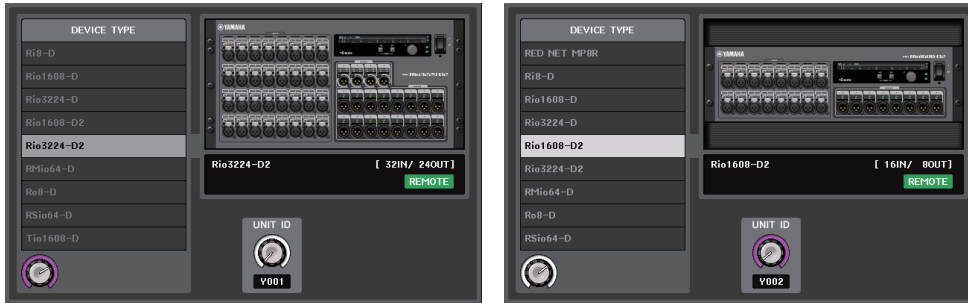 DEVICE TYPE
Ri8-D
Rio1608-D
Rio3224-D
Rio1608-D2
Rio3224-D2
RMio64-D
Ro8-D
RSio64-D
Tio1608-D
YAMAHA
Rio3224-D2 [ 32IN/ 24OUT]
REMOTE
UNIT ID
Y001
DEVICE TYPE
RED NET MP8R
Ri8-D
Rio1608-D
Rio3224-D
Rio1608-D2
Rio3224-D2
RMio64-D
Ro8-D
RSio64-D
YAMAHA
Rio1608-D2 [ 16IN/ 8OUT]
REMOTE
UNIT ID
Y002